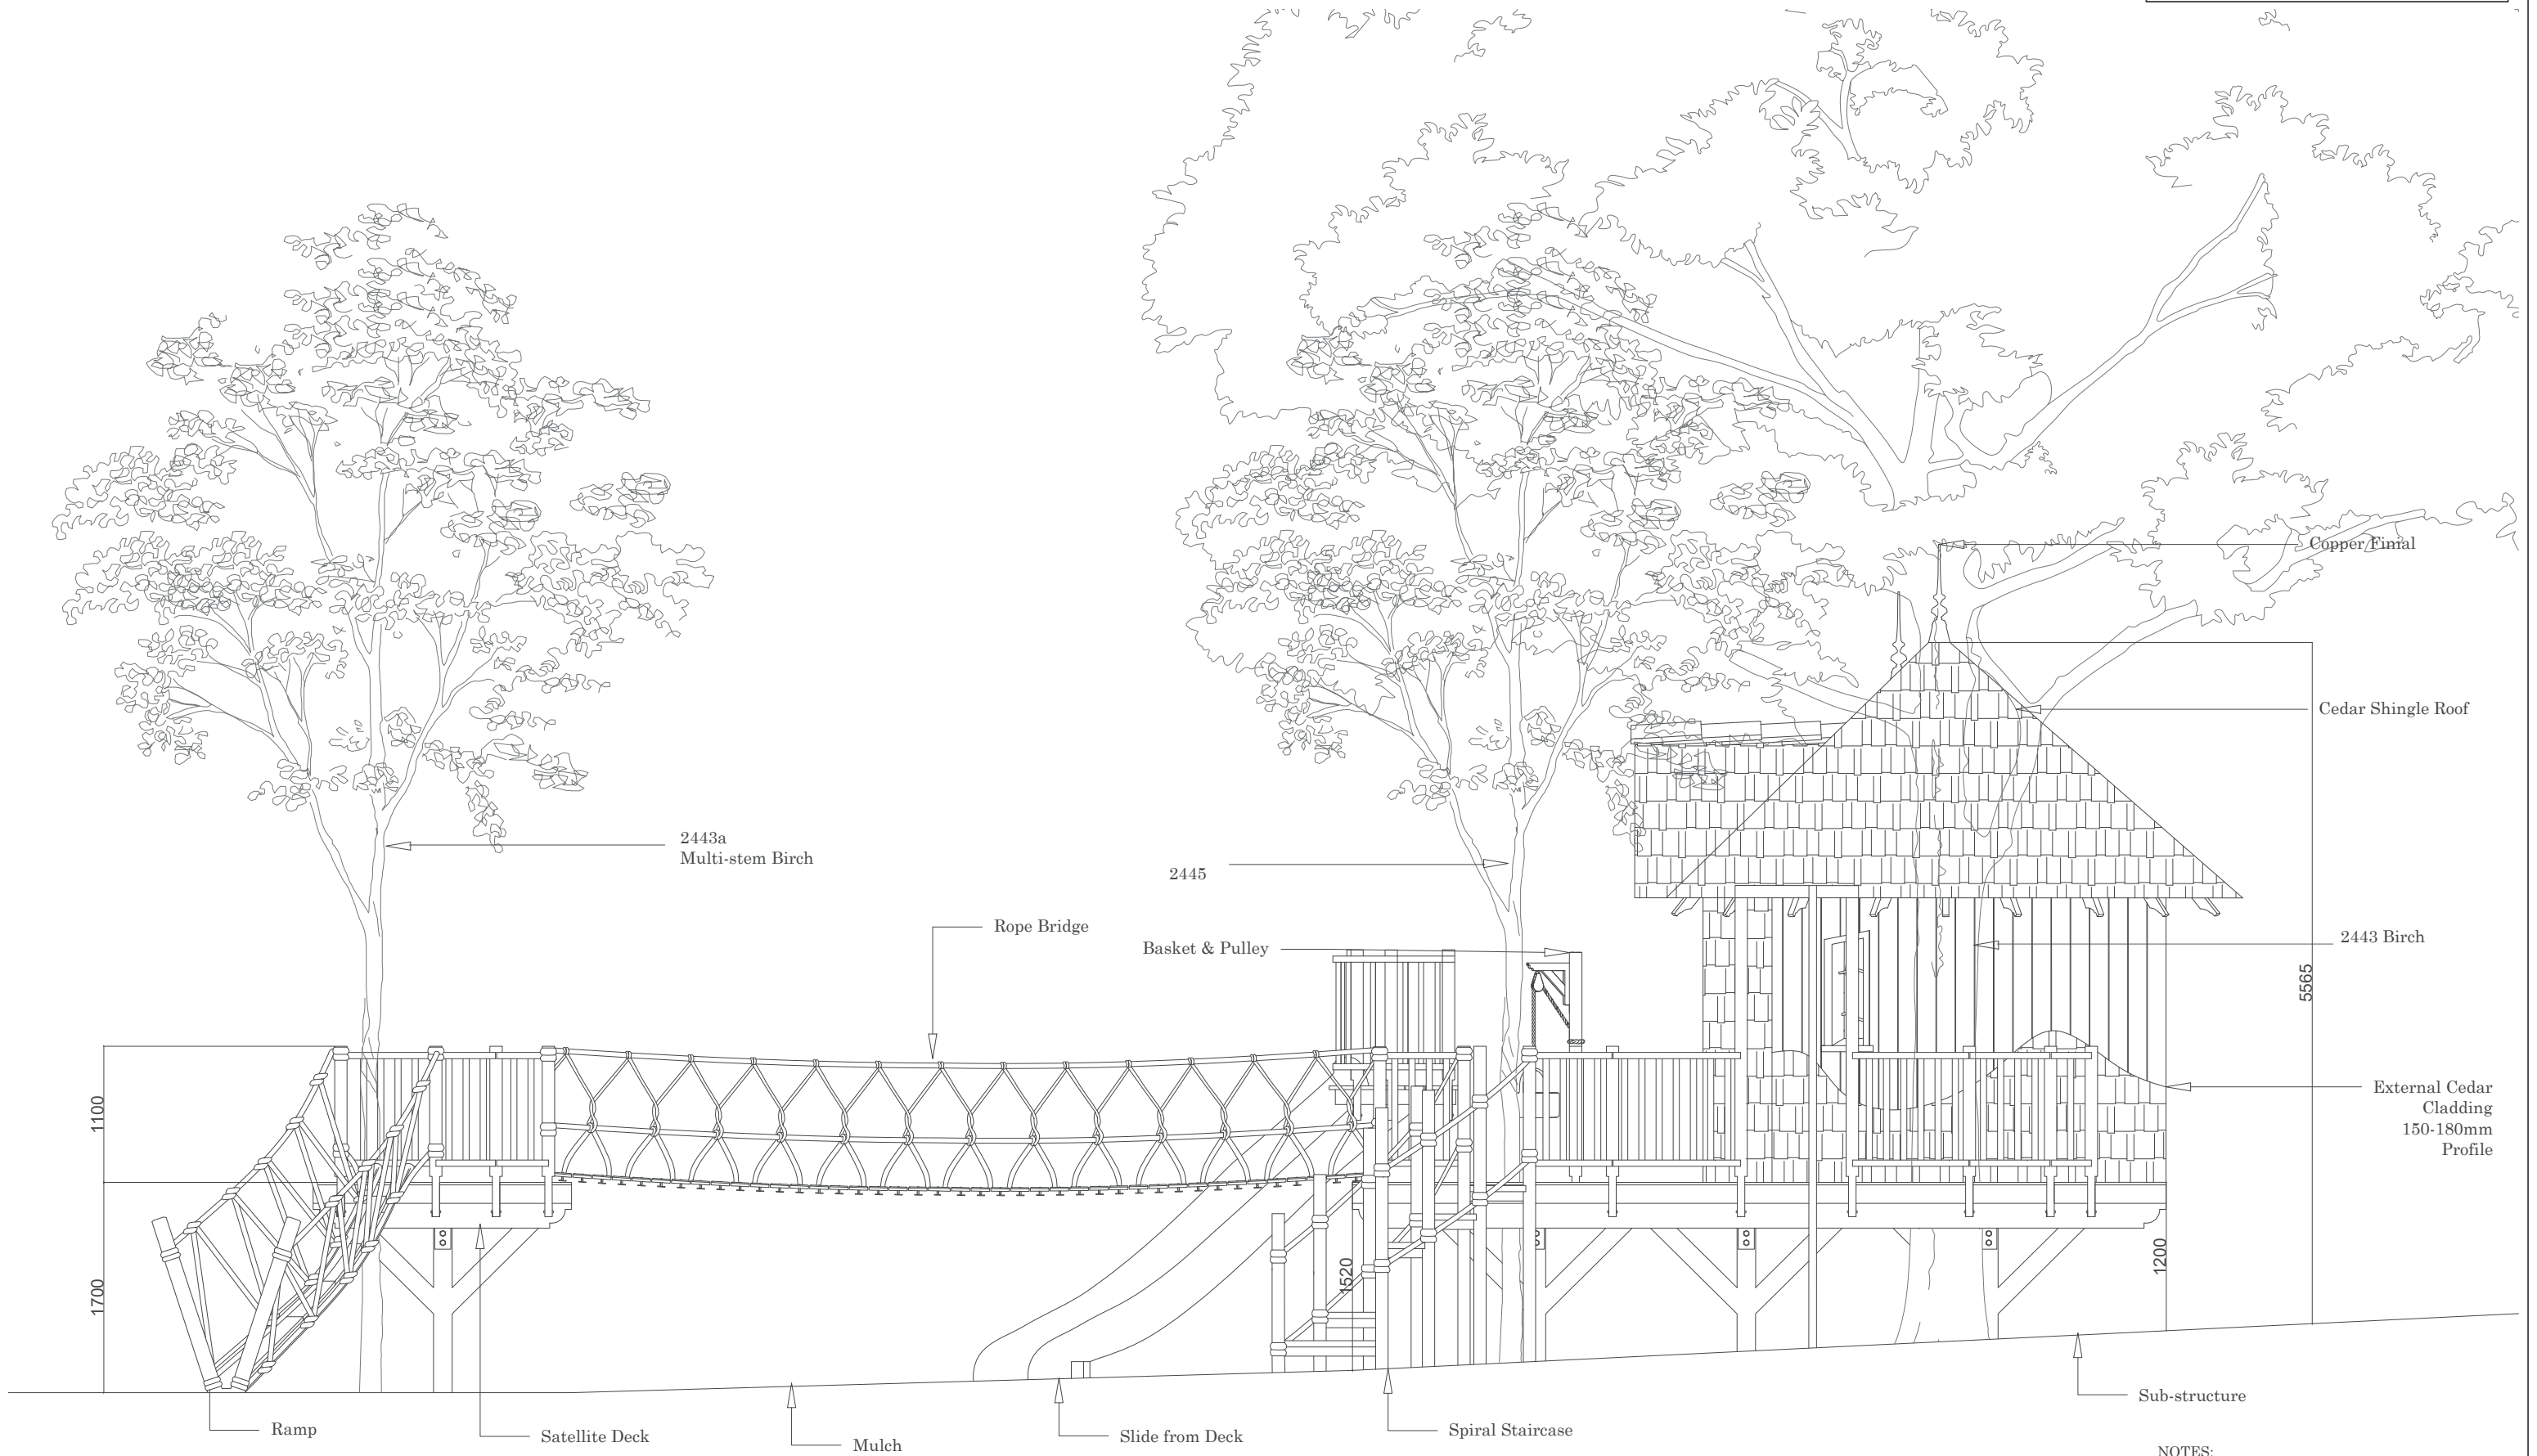 Copper Finial
Cedar Shingle Roof
2443a
Multi-stem Birch
2445
Rope Bridge
Basket & Pulley
2443 Birch
5565
External Cedar
Cladding
150-180mm
Profile
1100
1700
1520
1200
Ramp
Satellite Deck
Mulch
Slide from Deck
Spiral Staircase
Sub-structure
NOTES: